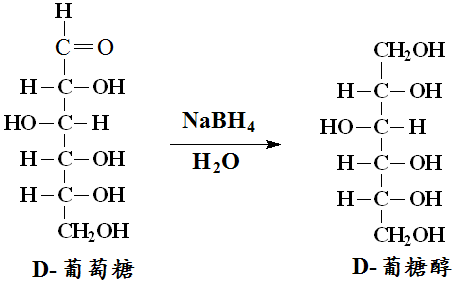 H
C=O
H-C-OH
HO-C-H
H-C-OH
H-C-OH
CH₂OH
D-葡萄糖
NaBH4
H₂O
CH₂OH
H-C-OH
HO-C-H
H-C-OH
H-C-OH
CH₂OH
D-葡糖醇